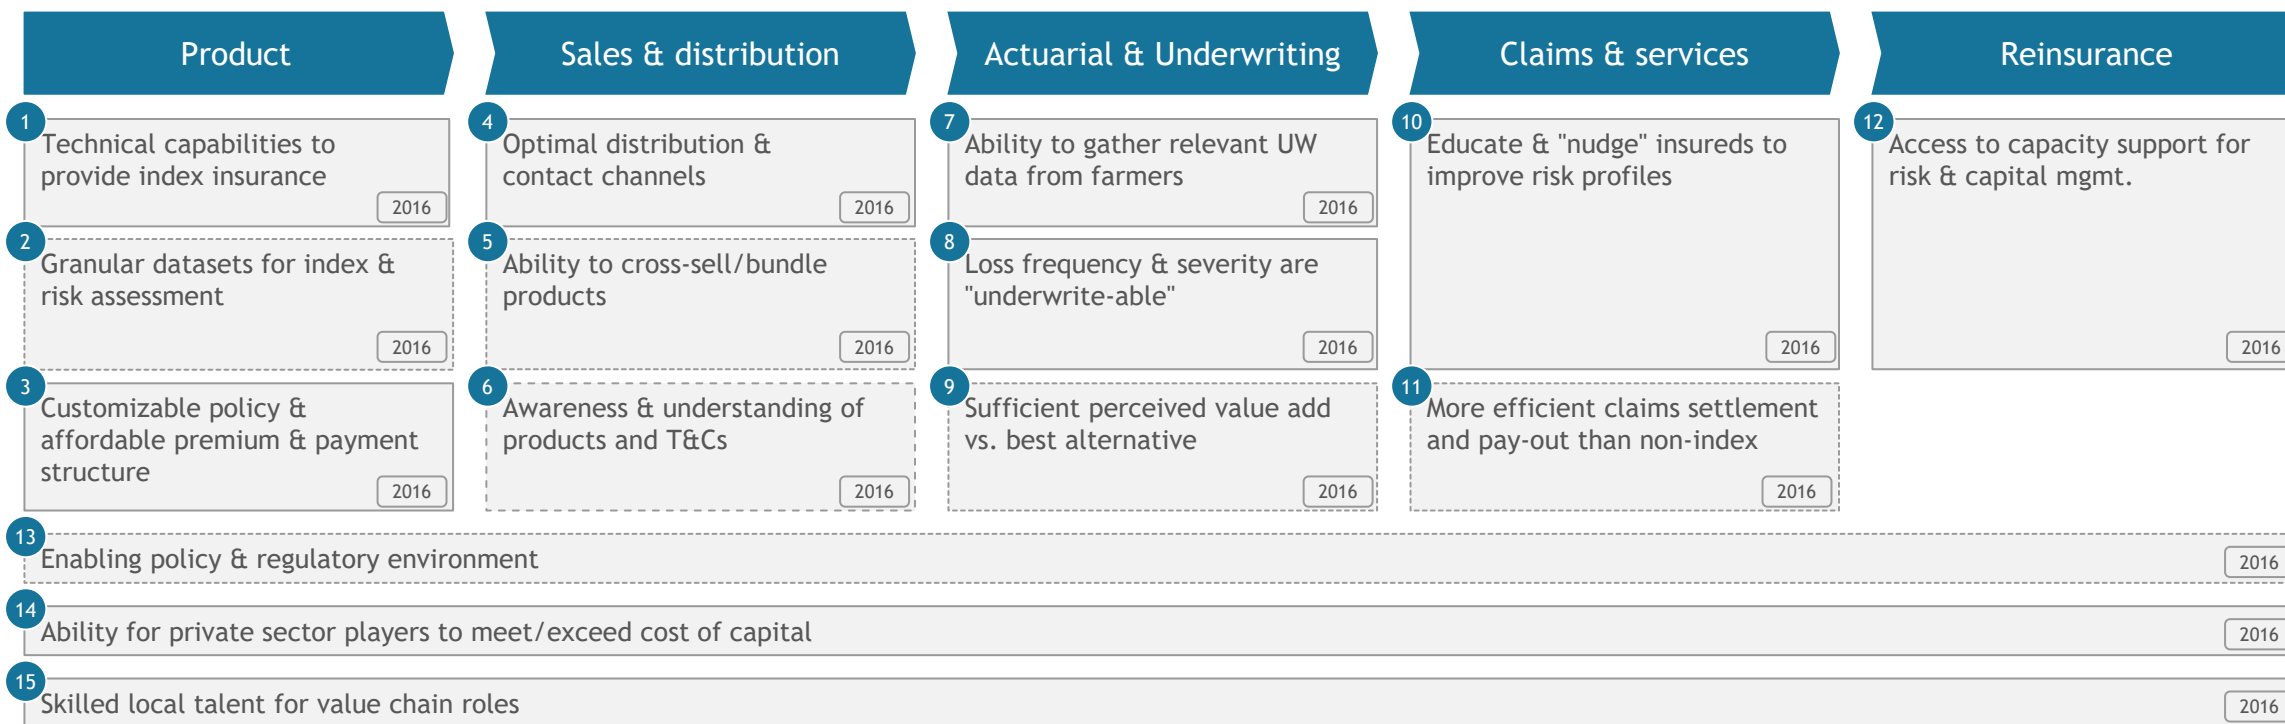 Product
Sales & distribution
Actuarial & Underwriting
Claims & services
Reinsurance
1
Technical capabilities to
provide index insurance
2016
2
Granular datasets for index &
risk assessment
2016
3
Customizable policy &
affordable premium & payment
structure
2016
4
Optimal distribution &
contact channels
2016
5
Ability to cross-sell/bundle
products
2016
6
Awareness & understanding of
products and T&Cs
2016
7
Ability to gather relevant UW
data from farmers
2016
8
Loss frequency & severity are
"underwrite-able"
2016
9
Sufficient perceived value add
vs. best alternative
2016
10
Educate & "nudge" insureds to
improve risk profiles
2016
11
More efficient claims settlement
and pay-out than non-index
2016
12
Access to capacity support for
risk & capital mgmt.
2016
13
Enabling policy & regulatory environment
2016
14
Ability for private sector players to meet/exceed cost of capital
2016
15
Skilled local talent for value chain roles
2016